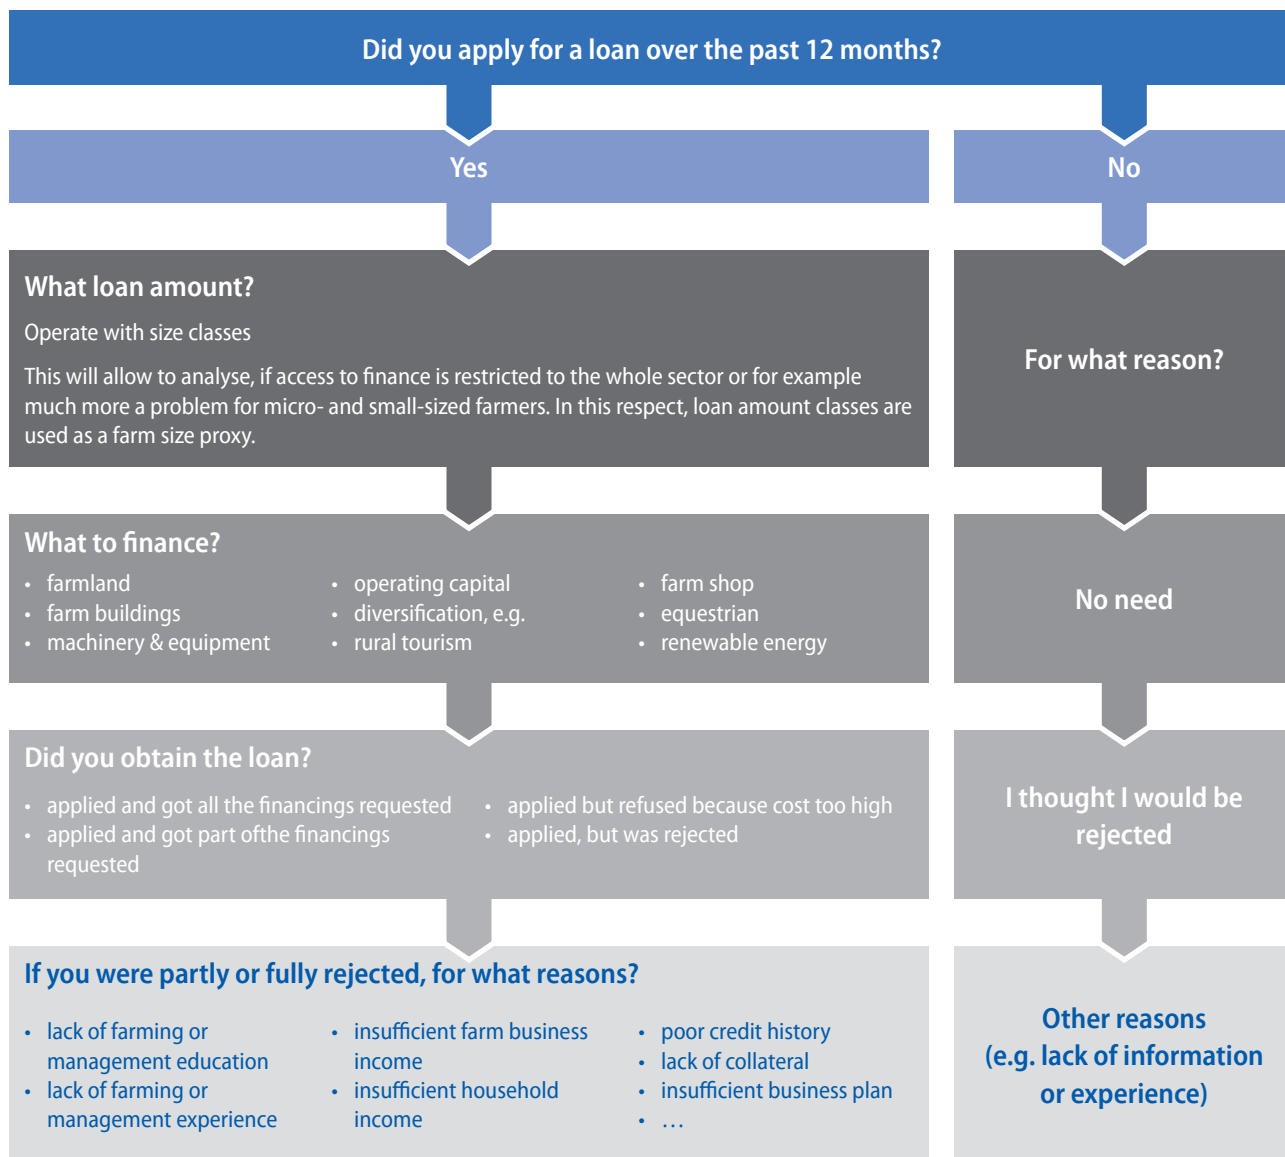 Did you apply for a loan over the past 12 months?
Yes
No
What loan amount?
Operate with size classes
This will allow to analyse, if access to finance is restricted to the whole sector or for example
much more a problem for micro- and small-sized farmers. In this respect, loan amount classes are
used as a farm size proxy.
For what reason?
What to finance?
• farmland
• farm buildings
• machinery & equipment
• operating capital
• diversification, e.g.
• rural tourism
• farm shop
• equestrian
• renewable energy
No need
Did you obtain the loan?
• applied and got all the financings requested
• applied and got part ofthe financings
requested
• applied but refused because cost too high
• applied, but was rejected
I thought I would be
rejected
If you were partly or fully rejected, for what reasons?
• lack of farming or
management education
• lack of farming or
management experience
• insufficient farm business
income
• insufficient household
income
• poor credit history
• lack of collateral
• insufficient business plan
• …
Other reasons
(e.g. lack of information
or experience)